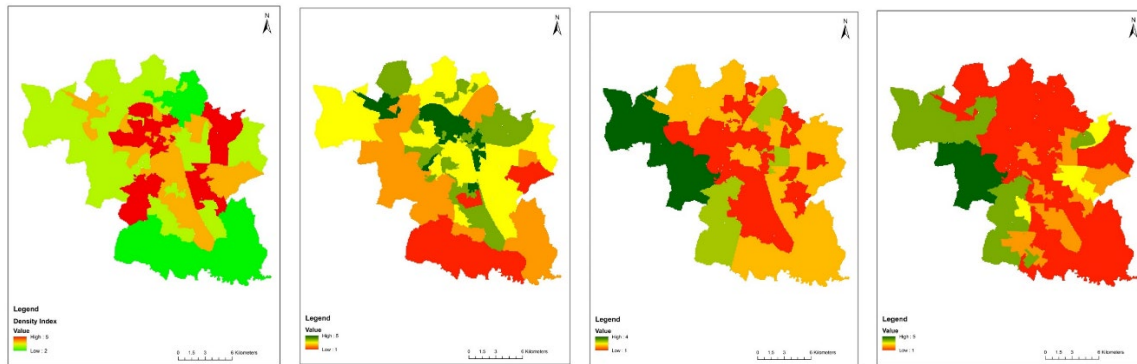 N
Legend
Density Index
Value
High : 5
Low : 2
0 1.5 3 6 Kilometers
N
Legend
Value
High : 5
Low : 1
0 1.5 3 6 Kilometers
N
Legend
Value
High : 4
Low : 1
0 1.5 3 6 Kilometers
N
Legend
Value
Low : 1
0 1.5 3 6 Kilometers